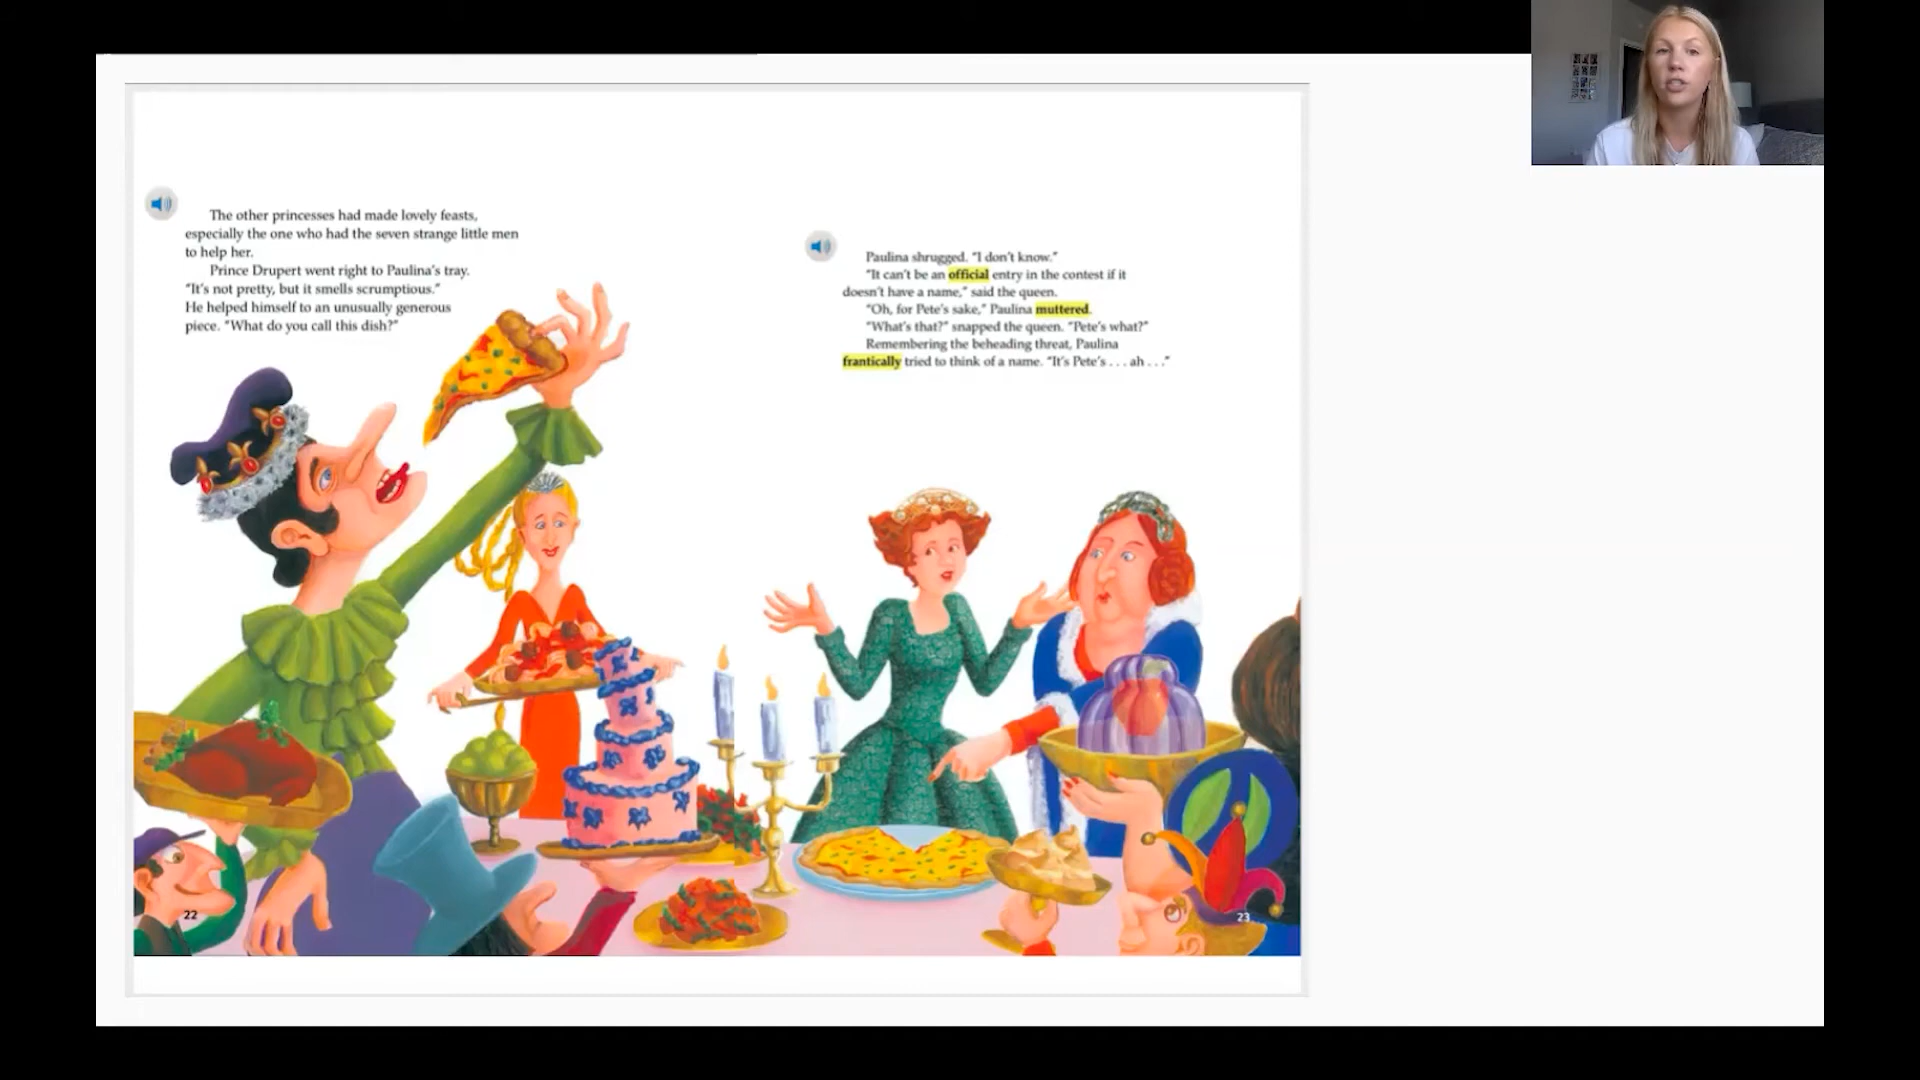 The other princesses had made lovely feasts,
especially the one who had the seven strange little men
to help her.
Prince Drupert went right to Paulina's tray.
"It's not pretty, but it smells scrumptious."
He helped himself to an unusually generous
piece. "What do you call this dish?"
Paulina shrugged. "I don't know."
"It can't be an official entry in the contest if it
doesn't have a name," said the queen.
"Oh, for Pete's sake," Paulina muttered.
"What's that?" snapped the queen. "Pete's what?"
Remembering the beheading threat, Paulina
frantically tried to think of a name. "It's Pete's . . . ah . . ."
22
23